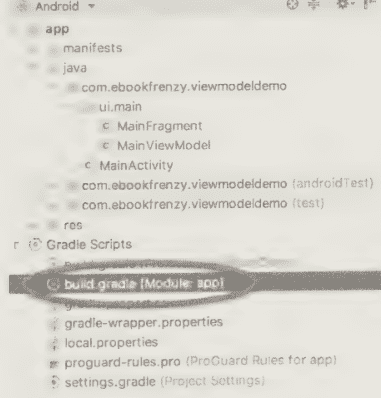 Android
app
manifests
java
com.ebookfrenzy.viewmodeldemo
ui.main
MainFragment
MainViewModel
MainActivity
com.ebookfrenzy.viewmodeldemo (androidTest)
com.ebookfrenzy.viewmodeldemo (test)
res
Gradle Scripts
build.gradle (Module: app)
gradle-wrapper.properties
local.properties
proguard-rules.pro (ProGuard Rules for app)
settings.gradle (Project Settings)